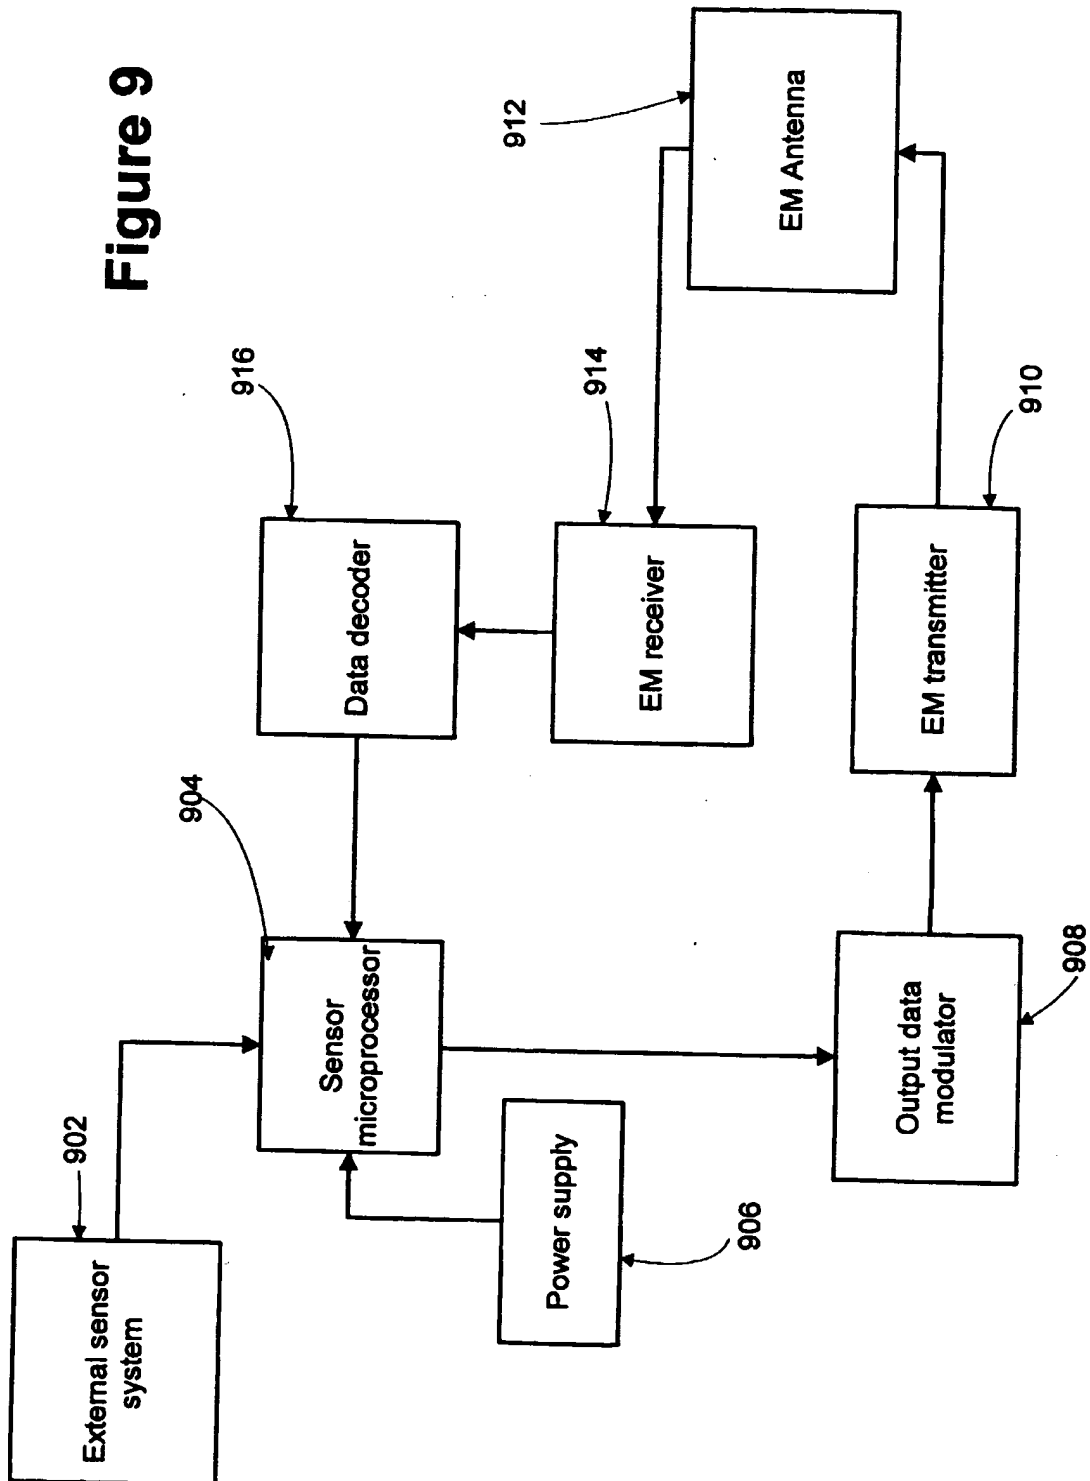 Figure 9
External sensor
system
902
Sensor
microprocessor
904
Data decoder
916
Power supply
906
EM receiver
914
EM Antenna
912
Output data
modulator
908
EM transmitter
910